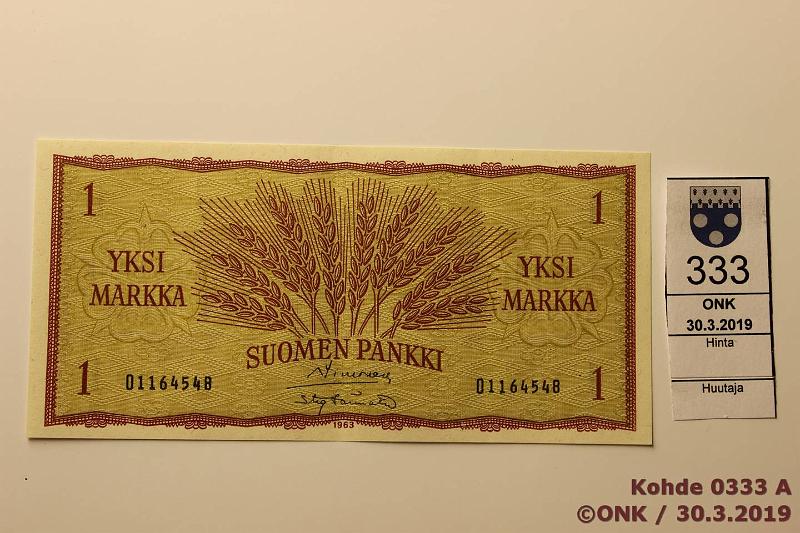 1
1
YKSI
MARKKA
YKSI
MARKKA
SUOMEN PANKKI
1
01164548
01164548
1
1963
333
ONK
30.3.2019
Hinta
Huutaja
Kohde 0333 A
©ONK / 30.3.2019